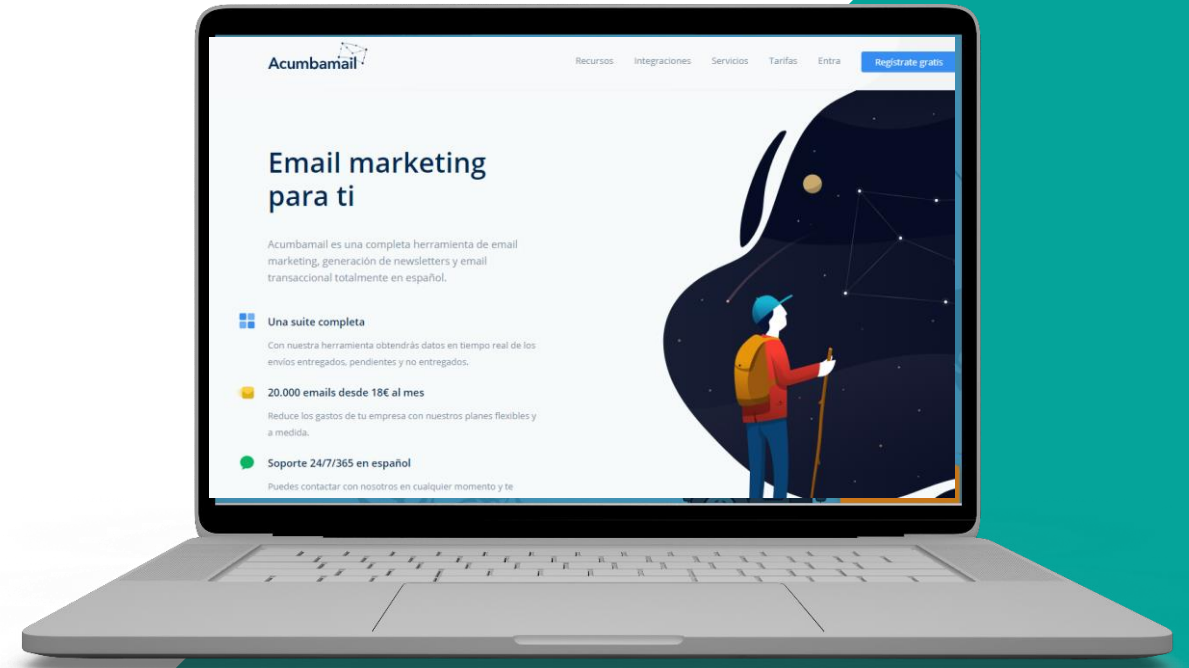 Acumbamail
Recursos Integraciones Servicios Tarifas Entra Regístrate gratis
Email marketing
para ti
Acumbamail es una completa herramienta de email
marketing, generación de newsletters y email
transaccional totalmente en español.
Una suite completa
Con nuestra herramienta obtendrás datos en tiempo real de los
envíos entregados, pendientes y no entregados.
20.000 emails desde 18€ al mes
Reduce los gastos de tu empresa con nuestros planes flexibles y
a medida.
Soporte 24/7/365 en español
Puedes contactar con nosotros en cualquier momento y te